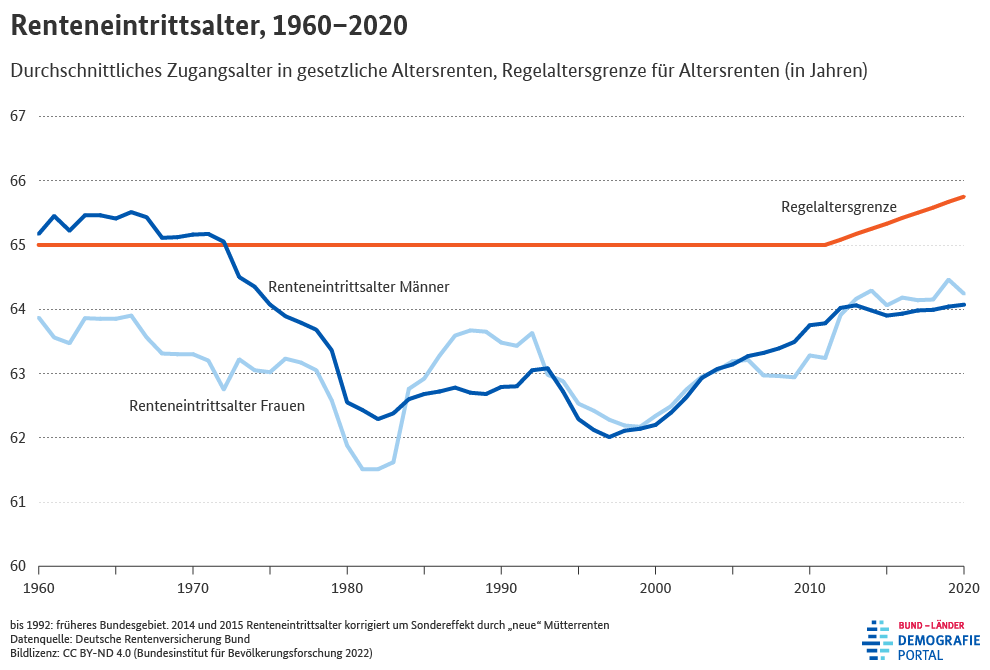 Renteneintrittsalter, 1960–2020
Durchschnittliches Zugangsalter in gesetzliche Altersrenten, Regelaltersgrenze für Altersrenten (in Jahren)
67
66
Regelaltersgrenze
65
Renteneintrittsalter Männer
64
63
Renteneintrittsalter Frauen
62
61
60
1960 1970 1980 1990 2000 2010 2020
bis 1992: früheres Bundesgebiet. 2014 und 2015 Renteneintrittsalter korrigiert um Sondereffekt durch „neue“ Mütterrenten
Datenquelle: Deutsche Rentenversicherung Bund
Bildlizenz: CC BY-ND 4.0 (Bundesinstitut für Bevölkerungsforschung 2022)
BUND – LÄNDER
DEMOGRAFIE
PORTAL